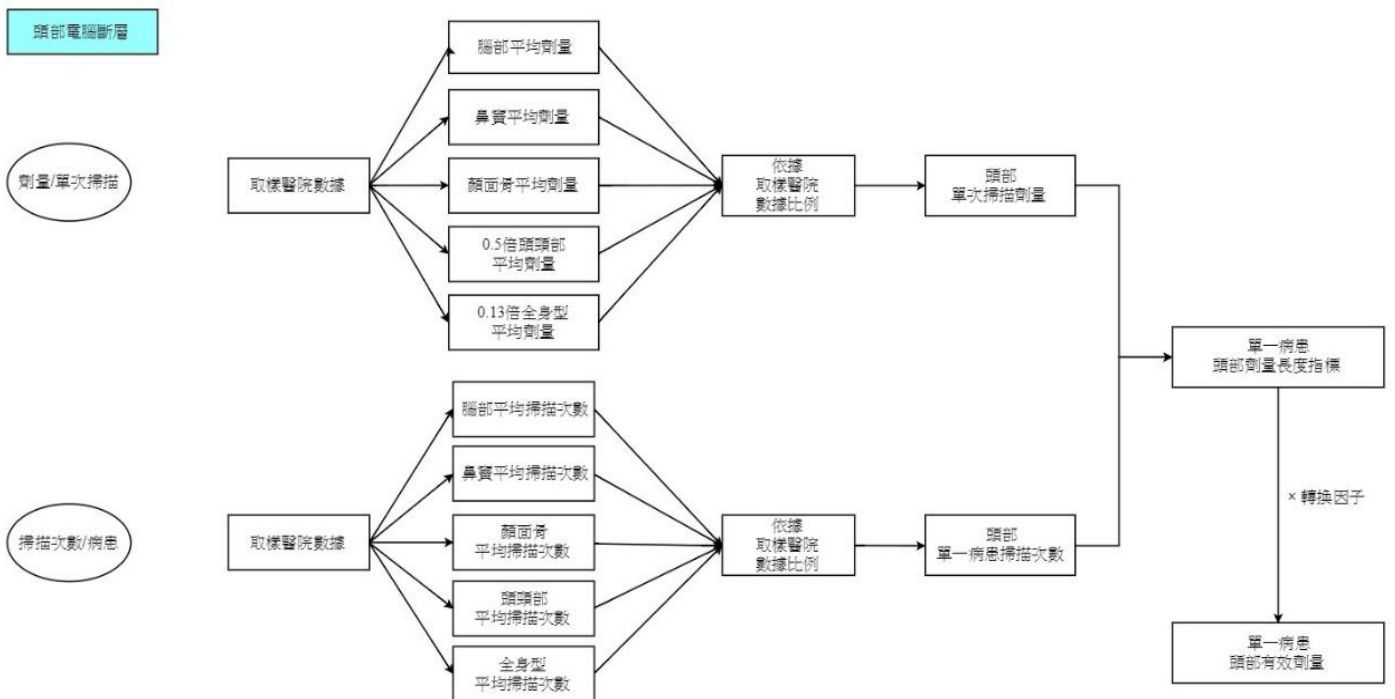 頭部電腦斷層
劑量/單次掃描
取樣醫院數據
腦部平均劑量
鼻竇平均劑量
顏面骨平均劑量
0.5倍頭頸部
平均劑量
0.13倍全身型
平均劑量
依據
取樣醫院
數據比例
頭部
單次掃描劑量
掃描次數/病患
取樣醫院數據
腦部平均掃描次數
鼻竇平均掃描次數
顏面骨
平均掃描次數
頭頸部
平均掃描次數
全身型
平均掃描次數
依據
取樣醫院
數據比例
頭部
單一病患掃描次數
單一病患
頭部劑量長度指標
× 轉換因子
單一病患
頭部有效劑量